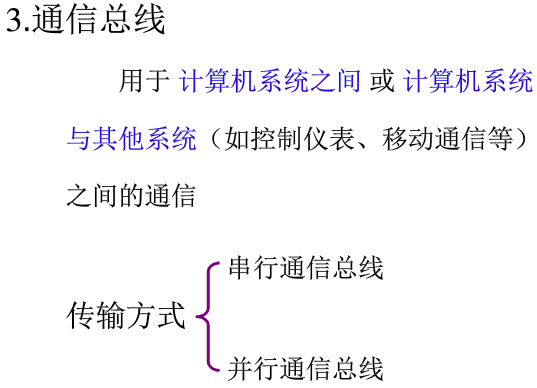 3.通信总线
用于 计算机系统之间 或 计算机系统
与其他系统（如控制仪表、移动通信等）
之间的通信
串行通信总线
传输方式
并行通信总线